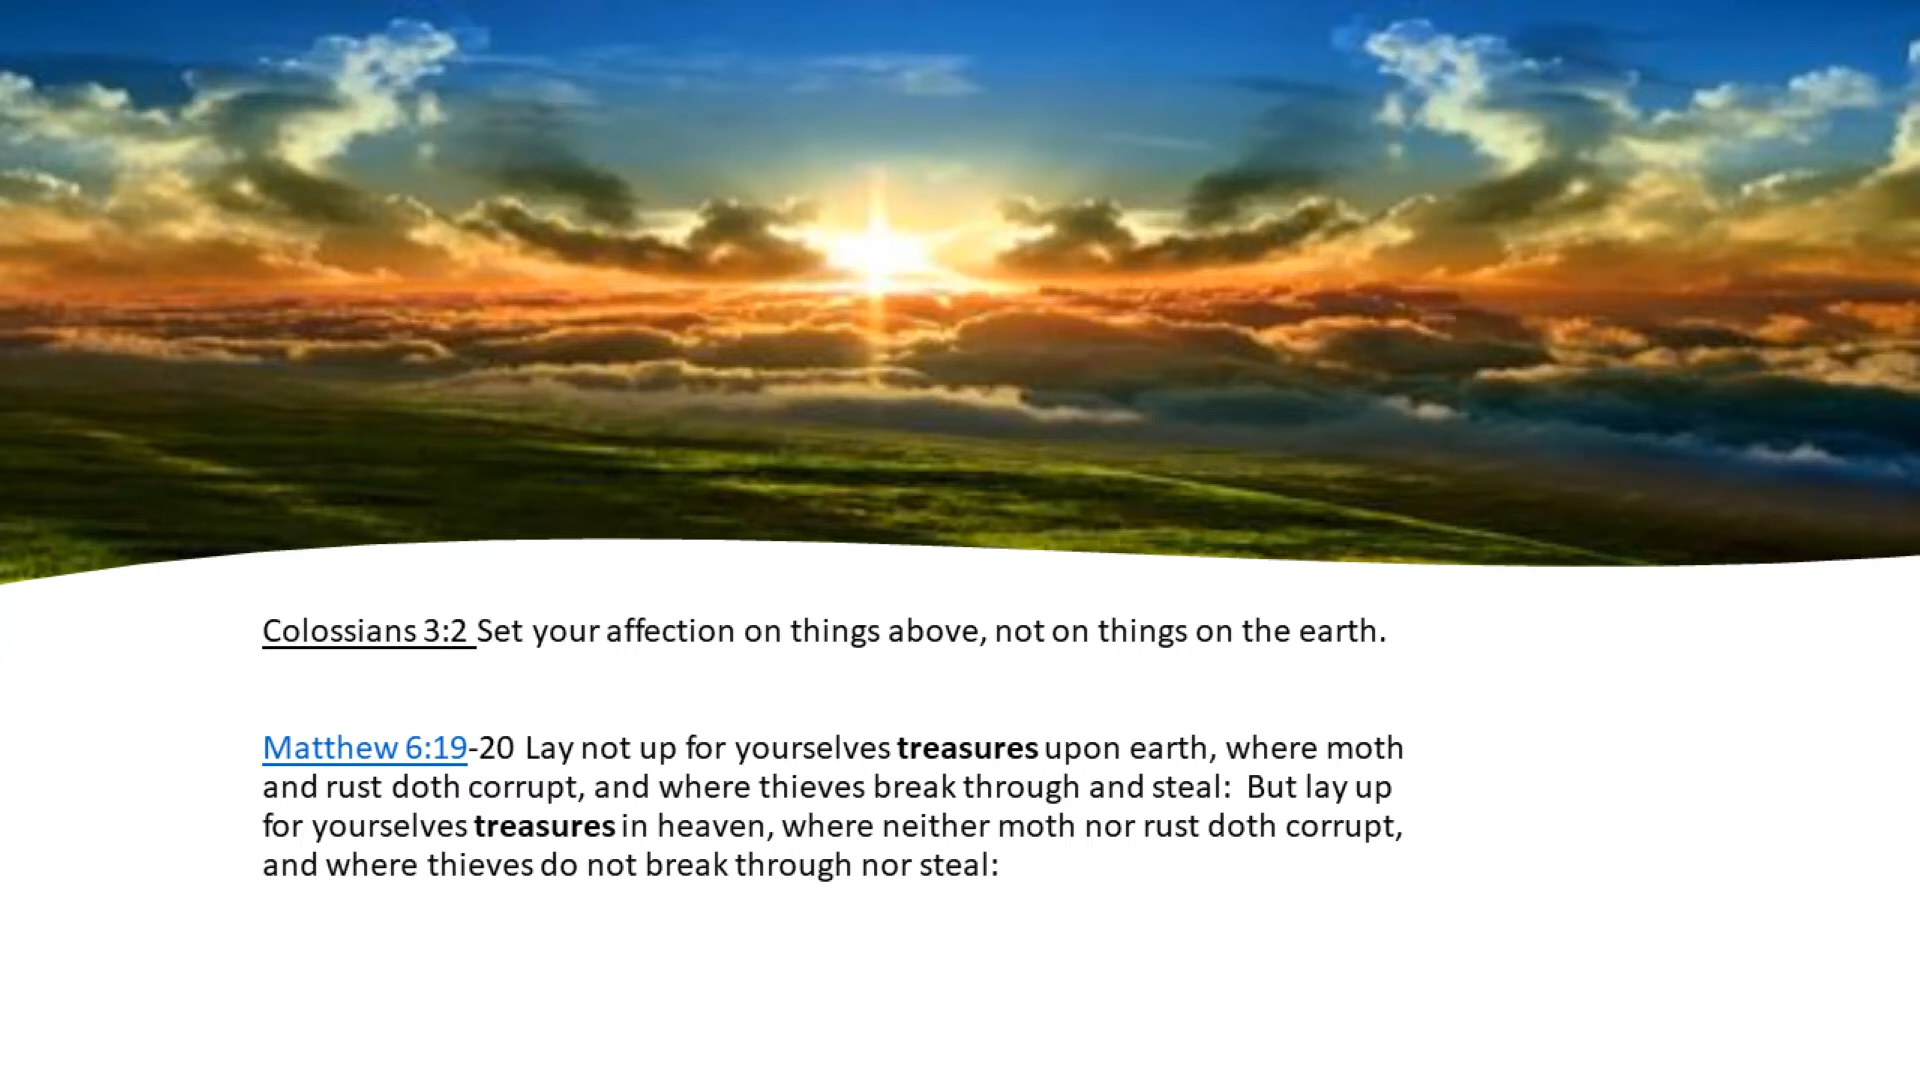 Colossians 3:2 Set your affection on things above, not on things on the earth.
Matthew 6:19-20 Lay not up for yourselves treasures upon earth, where moth
and rust doth corrupt, and where thieves break through and steal:  But lay up
for yourselves treasures in heaven, where neither moth nor rust doth corrupt,
and where thieves do not break through nor steal: